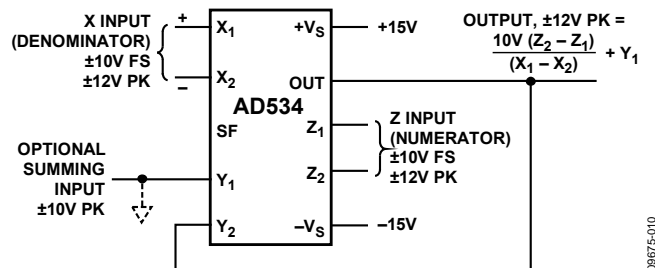 X INPUT
(DENOMINATOR)
±10V FS
±12V PK
+
–
X1
X2
SF
Y1
Y2
AD534
+VS
OUT
Z1
Z2
–VS
+15V
–15V
OUTPUT, ±12V PK =
10V (Z2 – Z1)
(X1 – X2)
+ Y1
Z INPUT
(NUMERATOR)
±10V FS
±12V PK
OPTIONAL
SUMMING
INPUT
±10V PK
09675-010